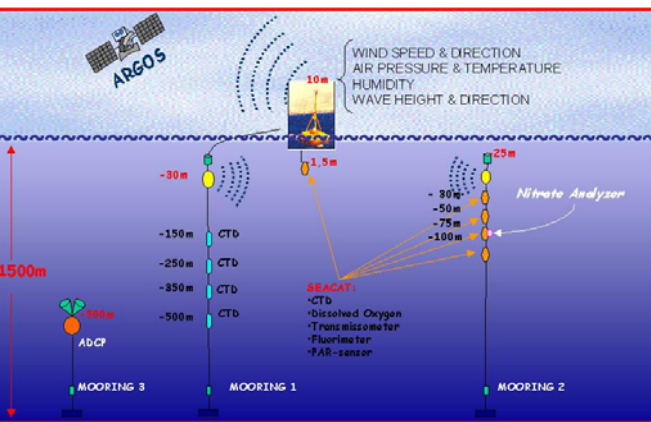 ARGOS
10m
WIND SPEED & DIRECTION
AIR PRESSURE & TEMPERATURE
HUMIDITY
WAVE HEIGHT & DIRECTION
1,5m
25m
-30m
- 80m
-50m
-75m
-100m
Nitrate Analyzer
-150m CTD
-250m CTD
-350m CTD
-500m CTD
1500m
SEACAT:
•CTD
•Dissolved Oxygen
•Transmissometer
•Fluorimeter
•PAR-sensor
-500m
ADCP
MOORING 3
MOORING 1
MOORING 2